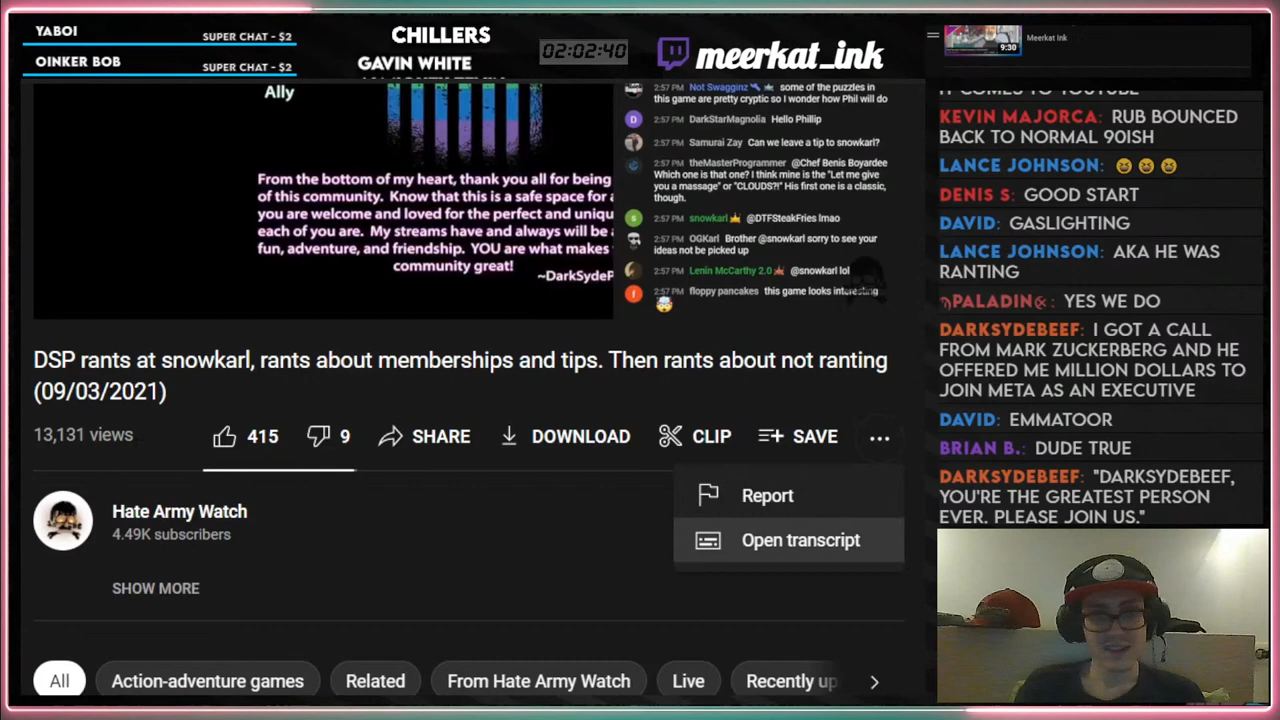 YABOI
SUPER CHAT - $2
OINKER BOB
SUPER CHAT - $2
CHILLERS
GAVIN WHITE
02:02:40
meerkat_ink
9:30
Meerkat Ink
Ally
From the bottom of my heart, thank you all for being
of this community. Know that this is a safe space for
you are welcome and loved for the perfect and
each of you are. My streams have and always will be
fun, adventure, and friendship. YOU are what makes
community great!
2:57 PM Not Swagginz some of the puzzles in
this game are pretty cryptic so I wonder how Phil will do
D 2:57 PM DarkStarMagnolia Hello Phillip
2:57 PM Samurai Zay Can we leave a tip to snowkarl?
2:57 PM theMasterProgrammer @Chef Benis Boyardee
Which one is that one? I think mine is the "Let me give
you a massage" or "CLOUDS?!" His first one is a classic,
though.
s 2:57 PM snowkarl @DTFSteakFries lmao
2:57 PM OGKarl Brother @snowkarl sorry to see your
ideas not be picked up
2:57 PM Lenin McCarthy 2.0 @snowkarl lol
f 2:57 PM floppy pancakes this game looks interesting
DSP rants at snowkarl, rants about memberships and tips. Then rants about not ranting
(09/03/2021)
13,131 views
415
9
SHARE
DOWNLOAD
CLIP
SAVE
Report
Open transcript
Hate Army Watch
4.49K subscribers
SHOW MORE
All
Action-adventure games
Related
From Hate Army Watch
Live
Recently up
IT COMES TO YOUTUBE
KEVIN MAJORCA: RUB BOUNCED
BACK TO NORMAL 90ISH
LANCE JOHNSON: 😆 😆 😆
DENIS S: GOOD START
DAVID: GASLIGHTING
LANCE JOHNSON: AKA HE WAS
RANTING
PALADIN: YES WE DO
DARKSYDEBEEF: I GOT A CALL
FROM MARK ZUCKERBERG AND HE
OFFERED ME MILLION DOLLARS TO
JOIN META AS AN EXECUTIVE
DAVID: EMMATOOR
BRIAN B.: DUDE TRUE
DARKSYDEBEEF: "DARKSYDEBEEF,
YOU'RE THE GREATEST PERSON
EVER. PLEASE JOIN US."